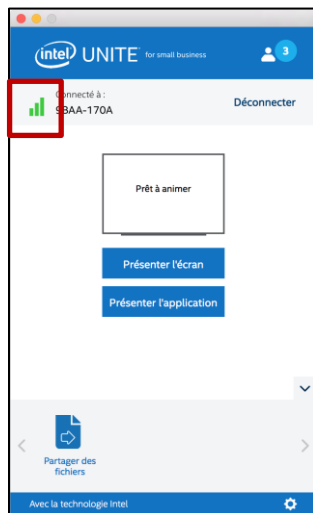 intel UNITE™ for small business
3
Connecté à :
9BAA-170A
Déconnecter
Prêt à animer
Présenter l'écran
Présenter l'application
Partager des
fichiers
Avec la technologie Intel